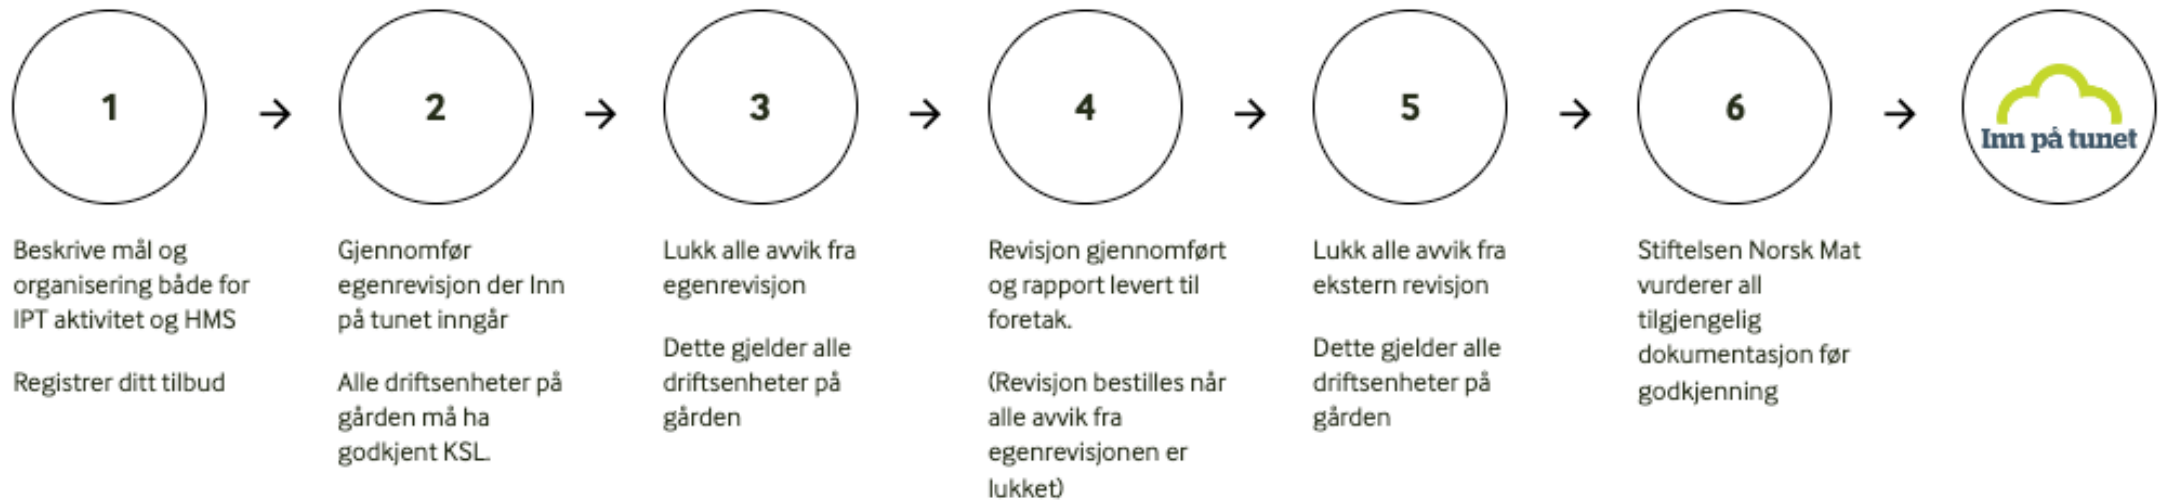 1
2
3
4
5
6
Inn på tunet
Beskrive mål og
organisering både for
IPT aktivitet og HMS
Registrer ditt tilbud
Gjennomfør
egenrevisjon der Inn
på tunet inngår
Alle driftsenheter på
gården må ha
godkjent KSL.
Lukk alle avvik fra
egenrevisjon
Dette gjelder alle
driftsenheter på
gården
Revisjon gjennomført
og rapport levert til
foretak.
(Revisjon bestilles når
alle avvik fra
egenrevisjonen er
lukket)
Lukk alle avvik fra
ekstern revisjon
Dette gjelder alle
driftsenheter på
gården
Stiftelsen Norsk Mat
vurderer all
tilgjengelig
dokumentasjon før
godkjenning